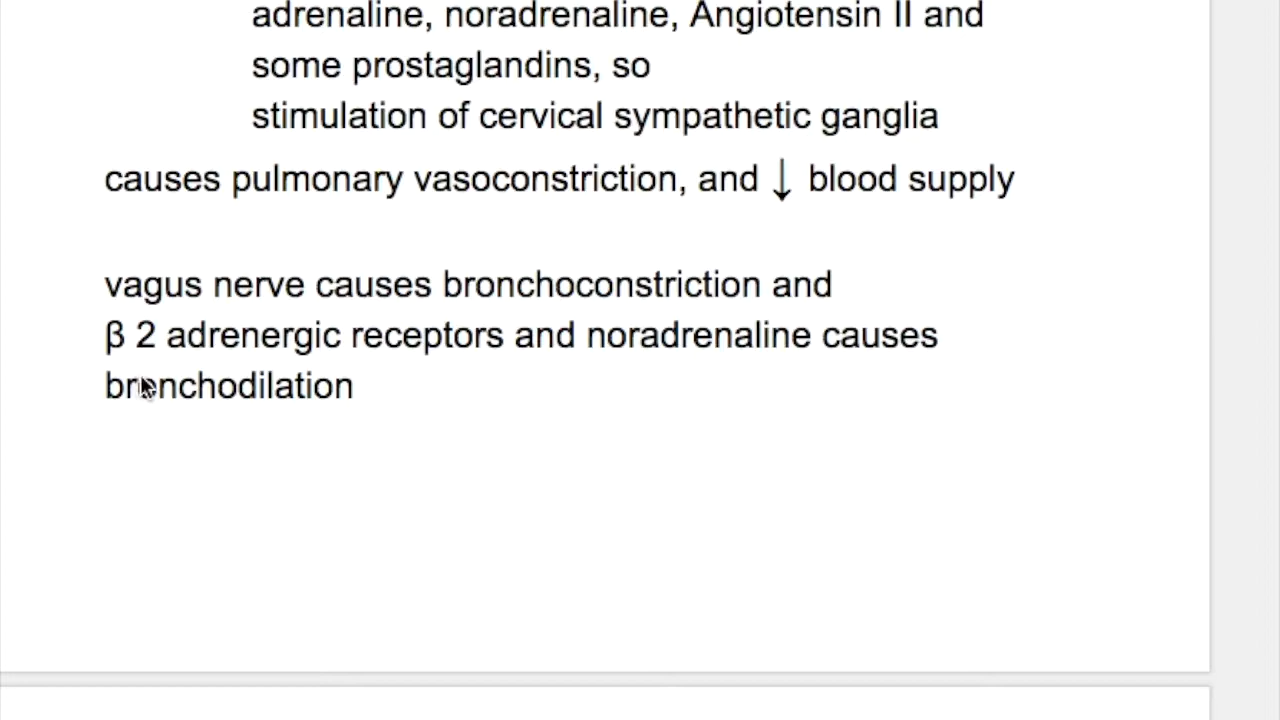 adrenaline, noradrenaline, Angiotensin II and
some prostaglandins, so
stimulation of cervical sympathetic ganglia
causes pulmonary vasoconstriction, and ↓ blood supply
vagus nerve causes bronchoconstriction and
β 2 adrenergic receptors and noradrenaline causes
bronchodilation